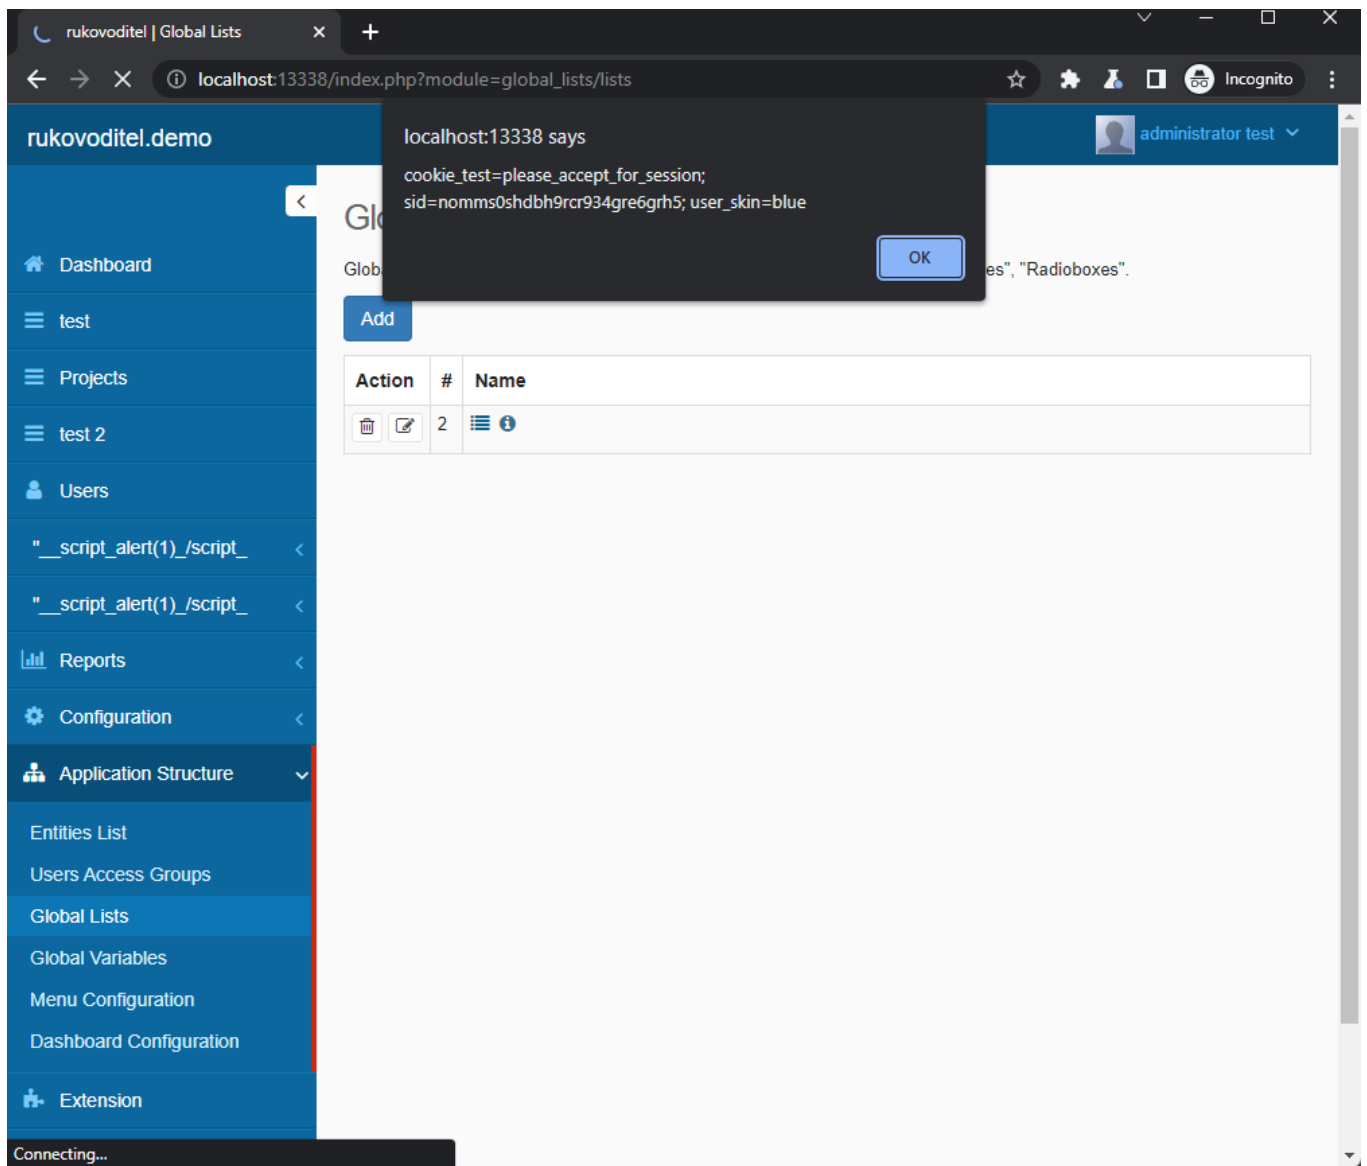 rukovoditel | Global Lists
localhost:13338/index.php?module=global_lists/lists
Incognito
rukovoditel.demo
administrator test
localhost:13338 says
cookie_test=please_accept_for_session;
sid=nomms0shdbh9rcr934gre6grh5; user_skin=blue
OK
Glo
Glob
es", "Radioboxes".
Add
Action # Name
2
Dashboard
test
Projects
test 2
Users
"__script_alert(1)_/script_
"__script_alert(1)_/script_
Reports
Configuration
Application Structure
Entities List
Users Access Groups
Global Lists
Global Variables
Menu Configuration
Dashboard Configuration
Extension
Connecting...